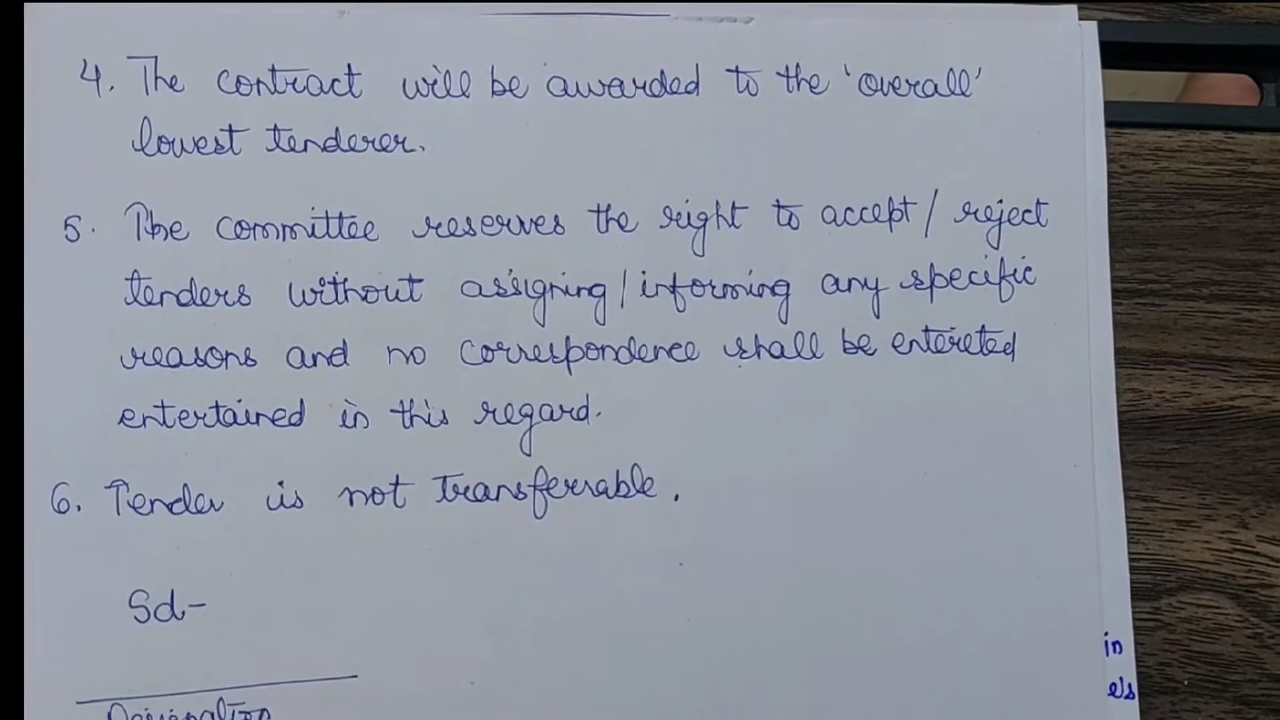 4. The contract will be awarded to the 'overall'
lowest tenderer.
5. The committee reserves the right to accept / reject
tenders without assigning / informing any specific
reasons and no correspondence shall be entereted
entertained in this regard.
6. Tender is not transferrable.
Sd-
Designation
in
e's